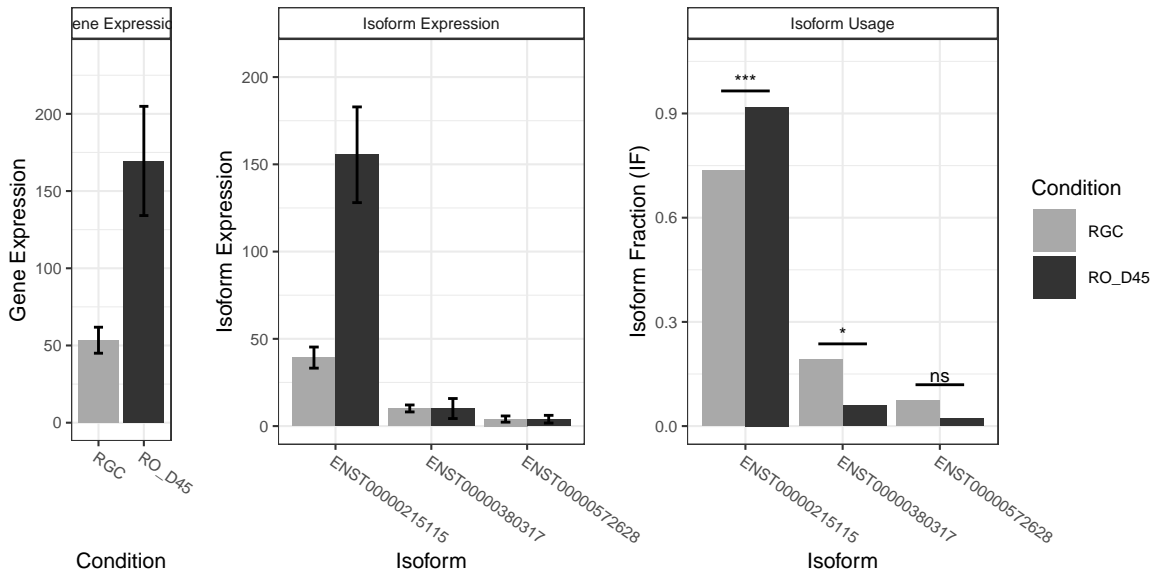 ene Expressio
Gene Expression
200
150
100
50
0
RGC
RO_D45
Condition
Isoform Expression
Isoform Expression
200
150
100
50
0
ENST00000215115
ENST00000380317
ENST00000572628
Isoform
Isoform Usage
Isoform Fraction (IF)
0.9
0.6
0.3
0.0
***
*
ns
ENST00000215115
ENST00000380317
ENST00000572628
Isoform
Condition
RGC
RO_D45